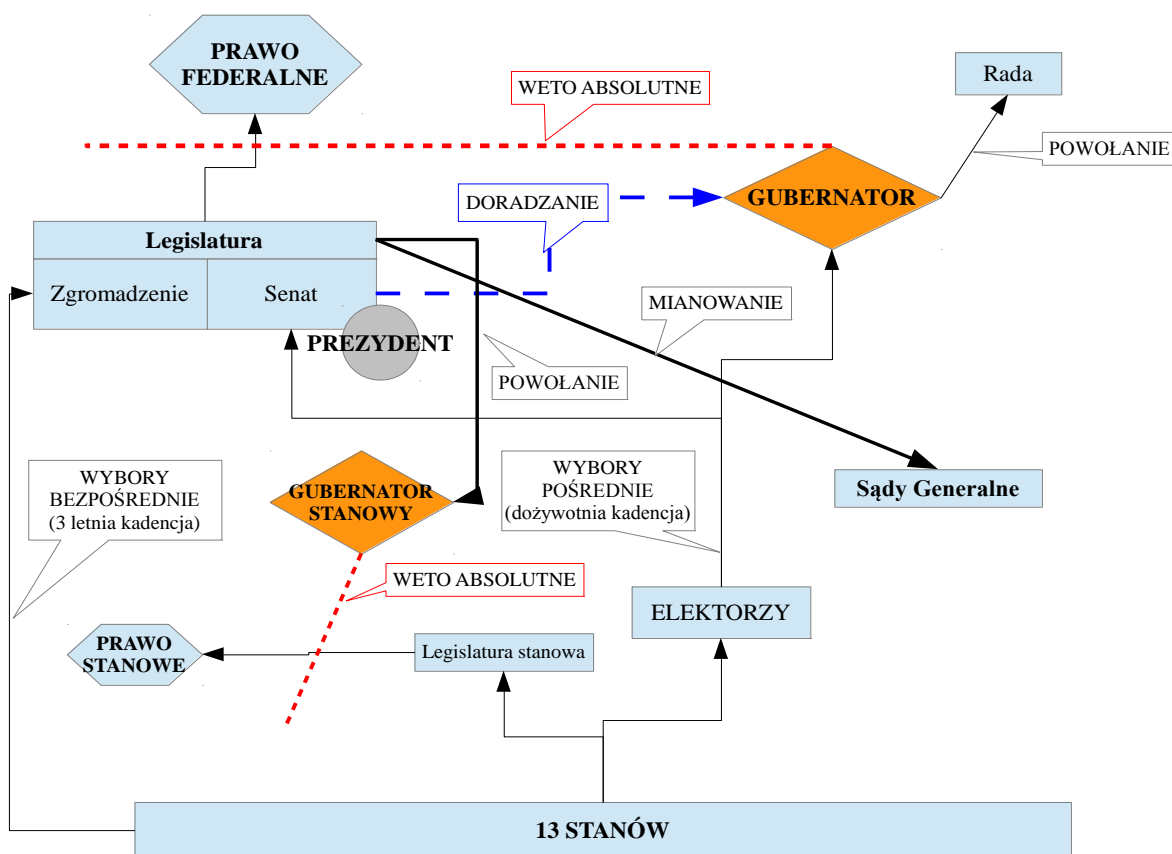 PRAWO
FEDERALNE
WETO ABSOLUTNE
Rada
POWOŁANIE
GUBERNATOR
DORADZANIE
Legislatura
Zgromadzenie
Senat
MIANOWANIE
PREZYDENT
POWOŁANIE
WYBORY
BEZPOŚREDNIE
(3 letnia kadencja)
GUBERNATOR
STANOWY
WYBORY
POŚREDNIE
(dożywotnia kadencja)
Sądy Generalne
WETO ABSOLUTNE
ELEKTORZY
PRAWO
STANOWE
Legislatura stanowa
13 STANÓW